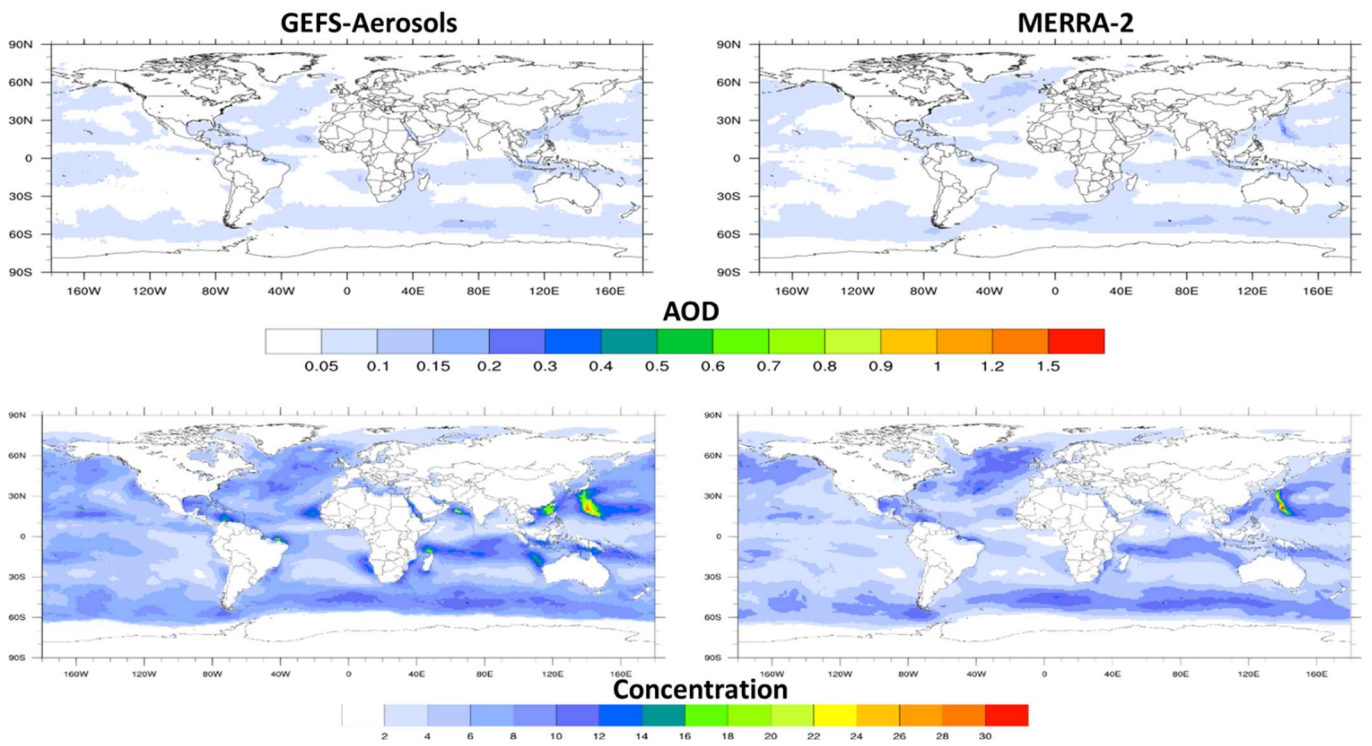 GEFS-Aerosols MERRA-2
90N 90N
60N 60N
30N 30N
0 0
30S 30S
60S 60S
90S 90S
160W 120W 80W 40W 0 40E 80E 120E 160E 160W 120W 80W 40W 0 40E 80E 120E 160E
AOD
0.05 0.1 0.15 0.2 0.3 0.4 0.5 0.6 0.7 0.8 0.9 1 1.2 1.5
90N 90N
60N 60N
30N 30N
0 0
30S 30S
60S 60S
90S 90S
160W 120W 80W 40W 0 40E 80E 120E 160E 160W 120W 80W 40W 0 40E 80E 120E 160E
Concentration
2 4 6 8 10 12 14 16 18 20 22 24 26 28 30